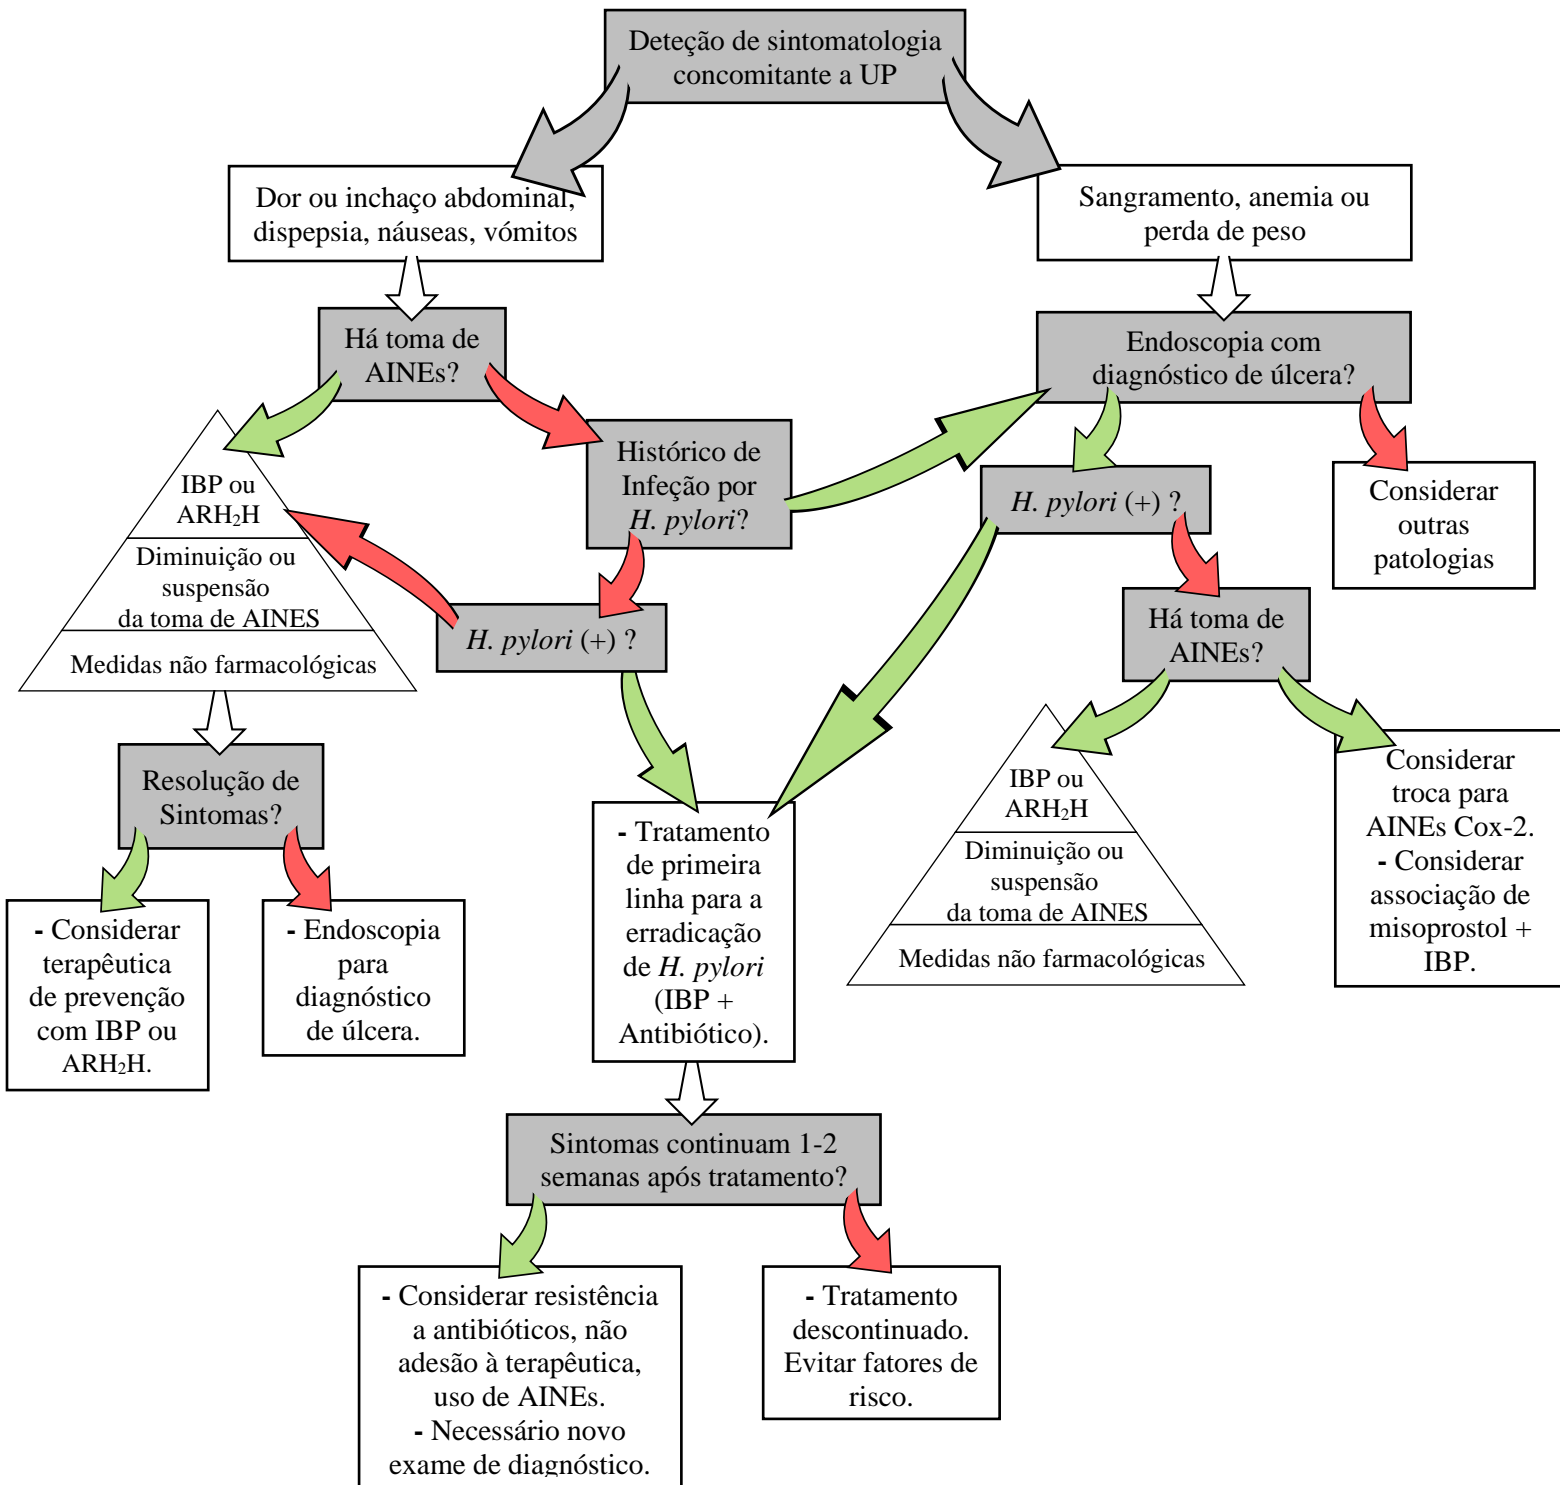 Deteção de sintomatologia
concomitante a UP
Dor ou inchaço abdominal,
dispepsia, náuseas, vómitos
Sangramento, anemia ou
perda de peso
Há toma de
AINEs?
Endoscopia com
diagnóstico de úlcera?
Histórico de
Infeção por
H. pylori?
IBP ou
ARH₂H
Diminuição ou
suspensão
da toma de AINES
Medidas não farmacológicas
H. pylori (+) ?
H. pylori (+) ?
Considerar
outras
patologias
Há toma de
AINEs?
Resolução de
Sintomas?
- Considerar
terapêutica
de prevenção
com IBP ou
ARH₂H.
- Endoscopia
para
diagnóstico
de úlcera.
- Tratamento
de primeira
linha para a
erradicação
de H. pylori
(IBP +
Antibiótico).
IBP ou
ARH₂H
Diminuição ou
suspensão
da toma de AINES
Medidas não farmacológicas
Considerar
troca para
AINEs Cox-2.
- Considerar
associação de
misoprostol +
IBP.
Sintomas continuam 1-2
semanas após tratamento?
- Considerar resistência
a antibióticos, não
adesão à terapêutica,
uso de AINEs.
- Necessário novo
exame de diagnóstico.
- Tratamento
descontinuado.
Evitar fatores de
risco.